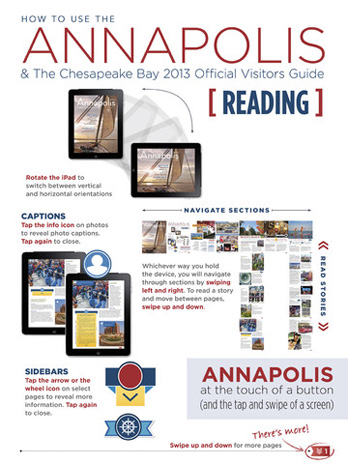 HOW TO USE THE
ANNAPOLIS
& The Chesapeake Bay 2013 Official Visitors Guide
[READING]
Annapolis
Annapolis
Rotate the iPad to
switch between vertical
and horizontal orientations
NAVIGATE SECTIONS
CAPTIONS
Tap the info icon on photos
to reveal photo captions.
Tap again to close.
Whichever way you hold
the device, you will navigate
through sections by swiping
left and right. To read a story
and move between pages,
swipe up and down.
READ STORIES
SIDEBARS
Tap the arrow or the
wheel icon on select
pages to reveal more
information. Tap again
to close.
ANNAPOLIS
at the touch of a button
(and the tap and swipe of a screen)
There's more!
Swipe up and down for more pages
1